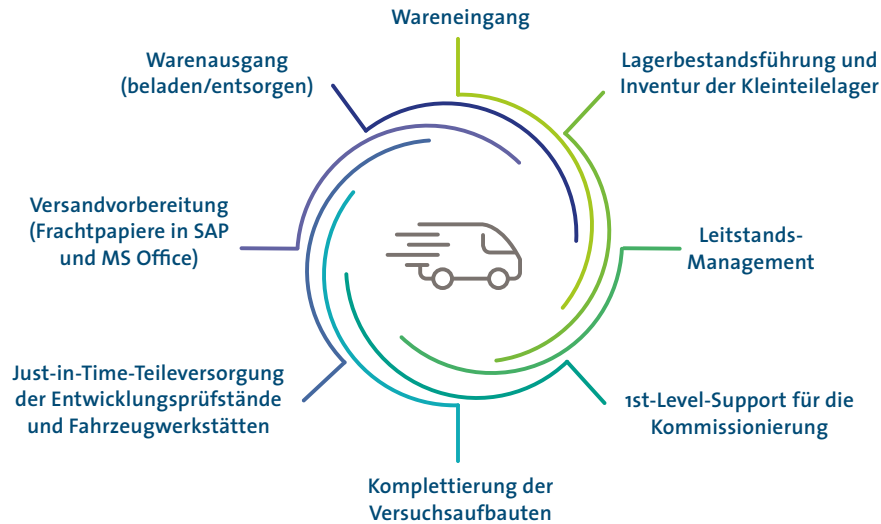 Wareneingang
Lagerbestandsführung und
Inventur der Kleinteilelager
Leitstands-
Management
1st-Level-Support für die
Kommissionierung
Komplettierung der
Versuchsaufbauten
Just-in-Time-Teileversorgung
der Entwicklungsprüfstände
und Fahrzeugwerkstätten
Versandvorbereitung
(Frachtpapiere in SAP
und MS Office)
Warenausgang
(beladen/entsorgen)